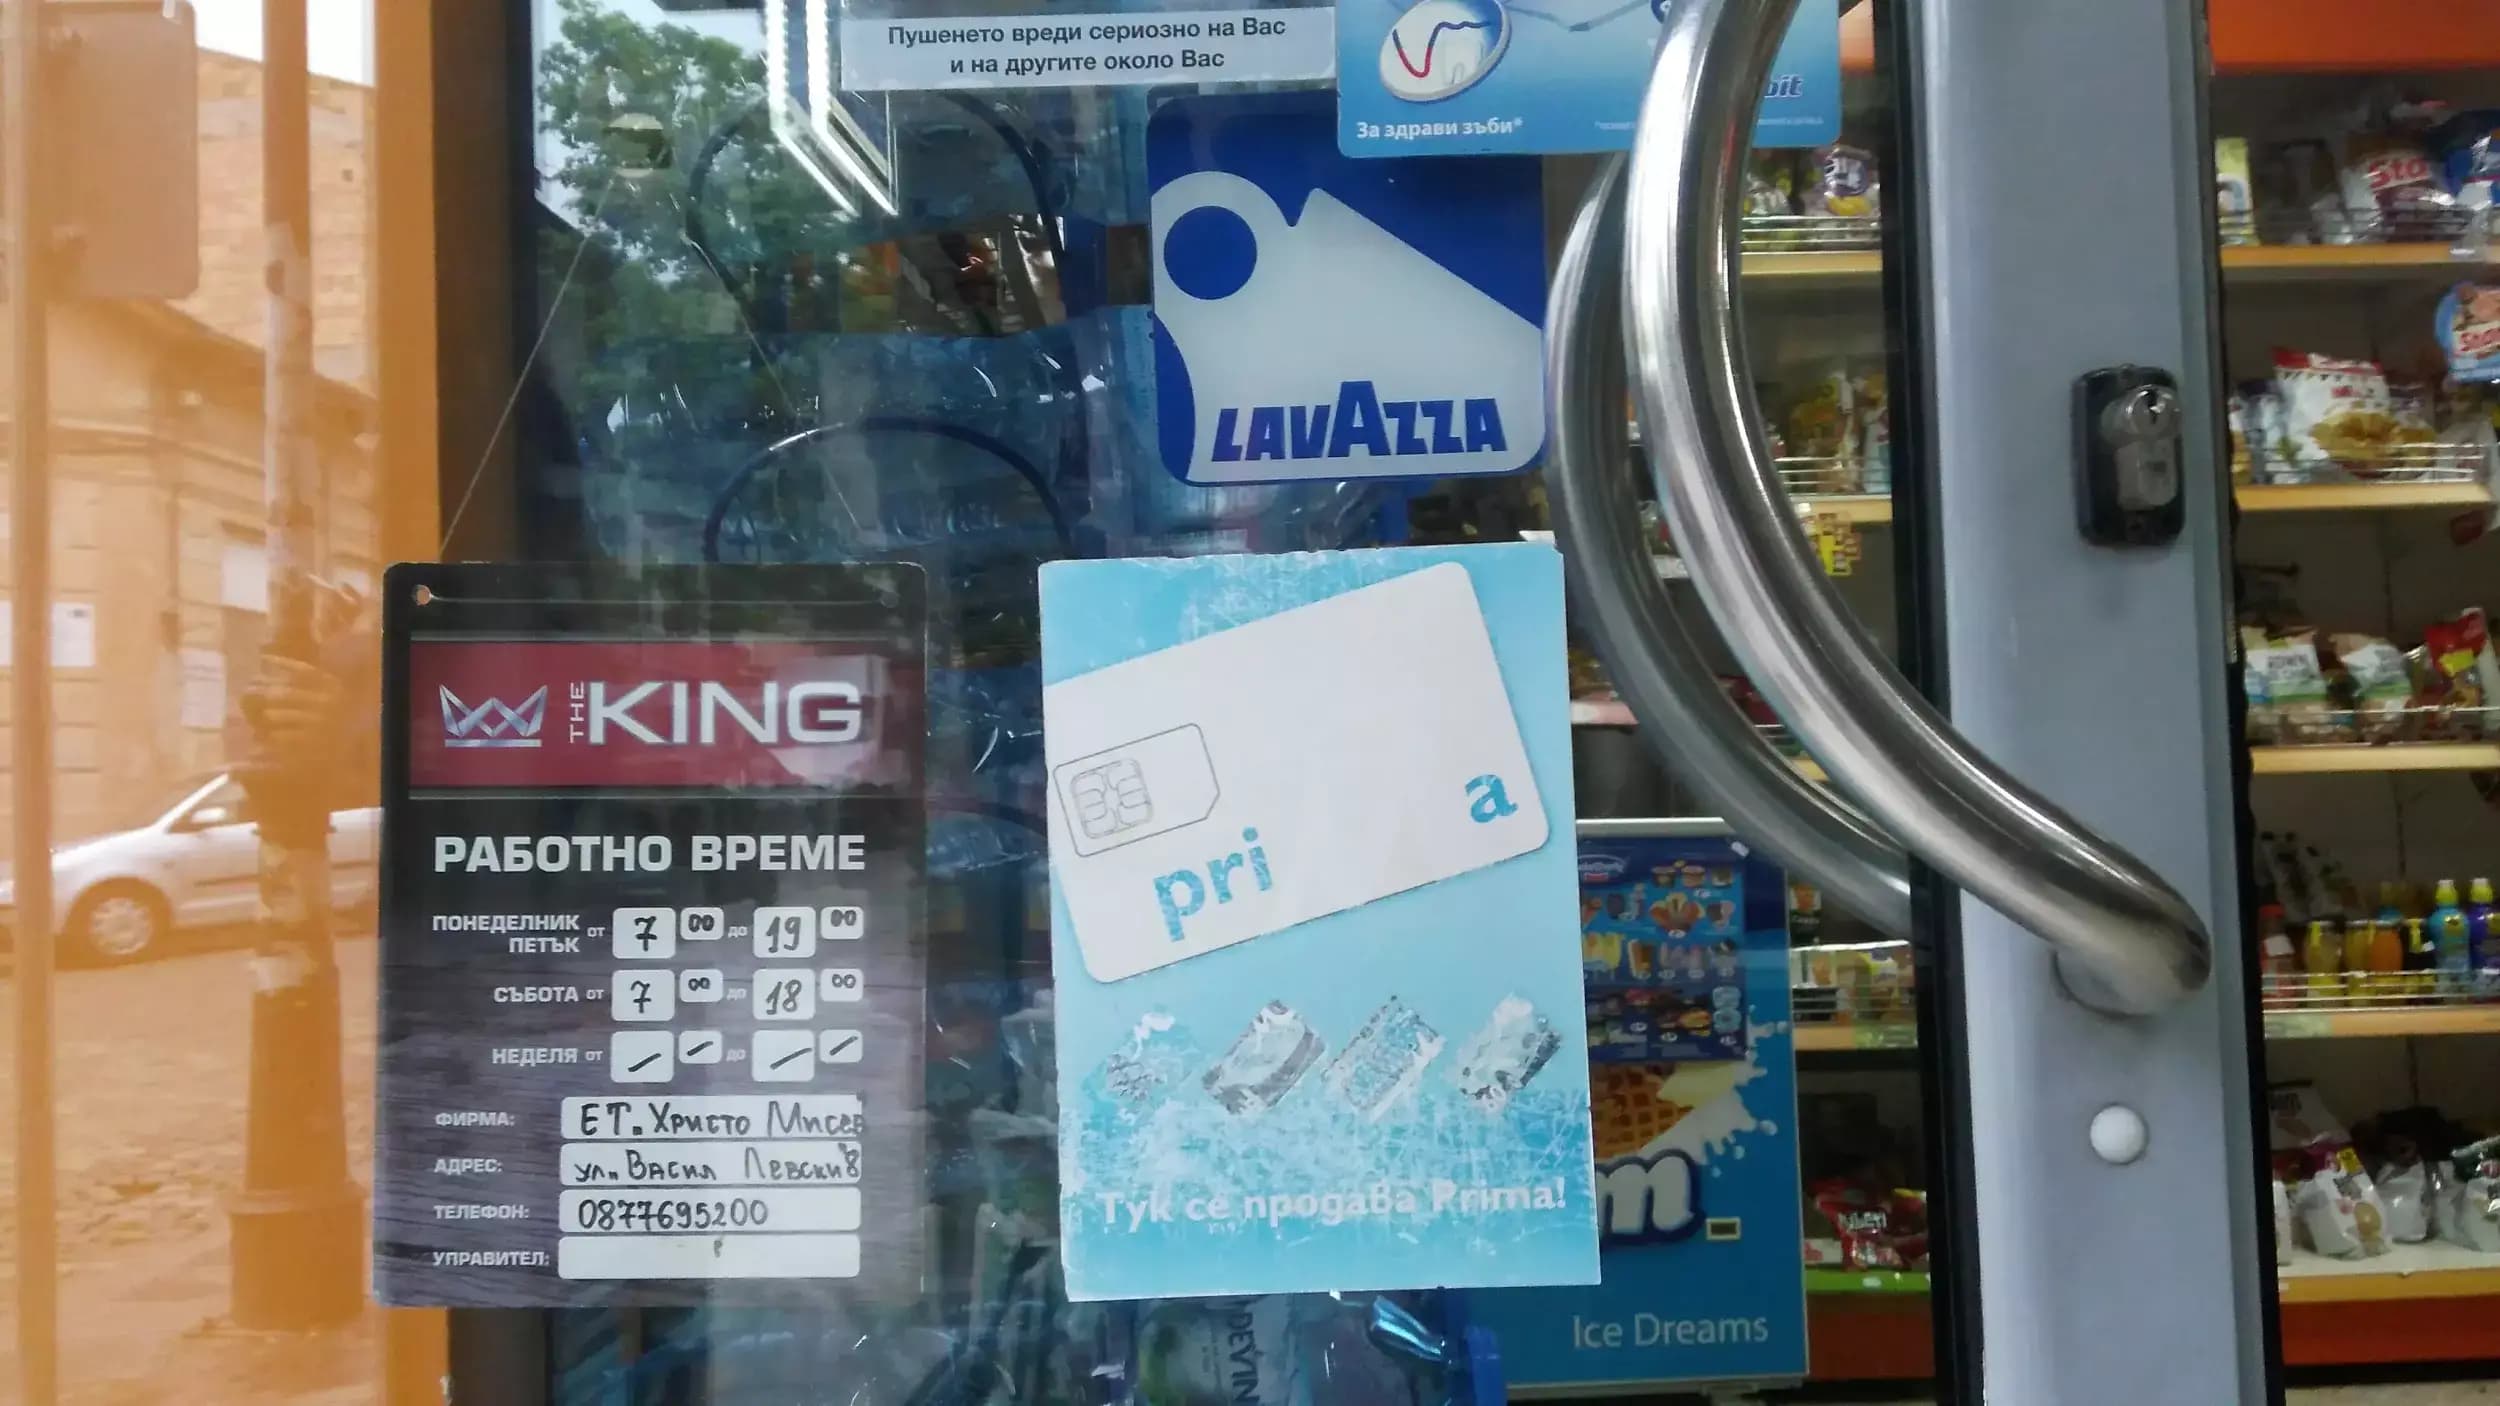 Пушенето вреди сериозно на Вас
и на другите около Вас
За здрави зъби*
LAVAZZA
THE KING
РАБОТНО ВРЕМЕ
ПОНЕДЕЛНИК
ПЕТЪК от 7 00 до 19 00
СЪБОТА от 7 00 до 18 00
НЕДЕЛЯ от — — до — —
ФИРМА: ЕТ. Христо Мисев
АДРЕС: ул. Васил Левски 8
ТЕЛЕФОН: 0877695200
УПРАВИТЕЛ:
pri a
Тук се продава Prima!
Ice Dreams
DEVIN